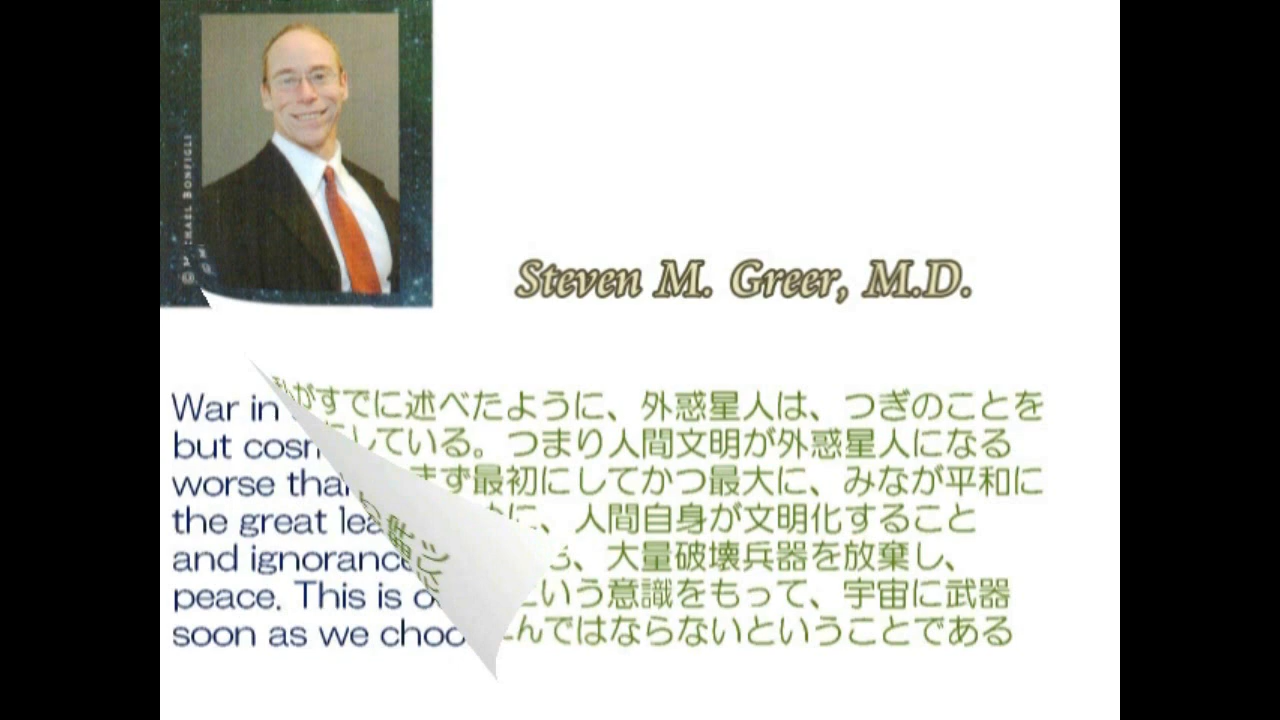 Steven M. Greer, M.D.
War in がすでに述べたように、外惑星人は、つぎのことを
but している。つまり人間文明が外惑星人になる
worse まず最初にしてかつ最大に、みなが平和に
the great に、人間自身が文明化すること
and 、大量破壊兵器を放棄し、
peace. This is という意識をもって、宇宙に武器
soon as we んではならないということである